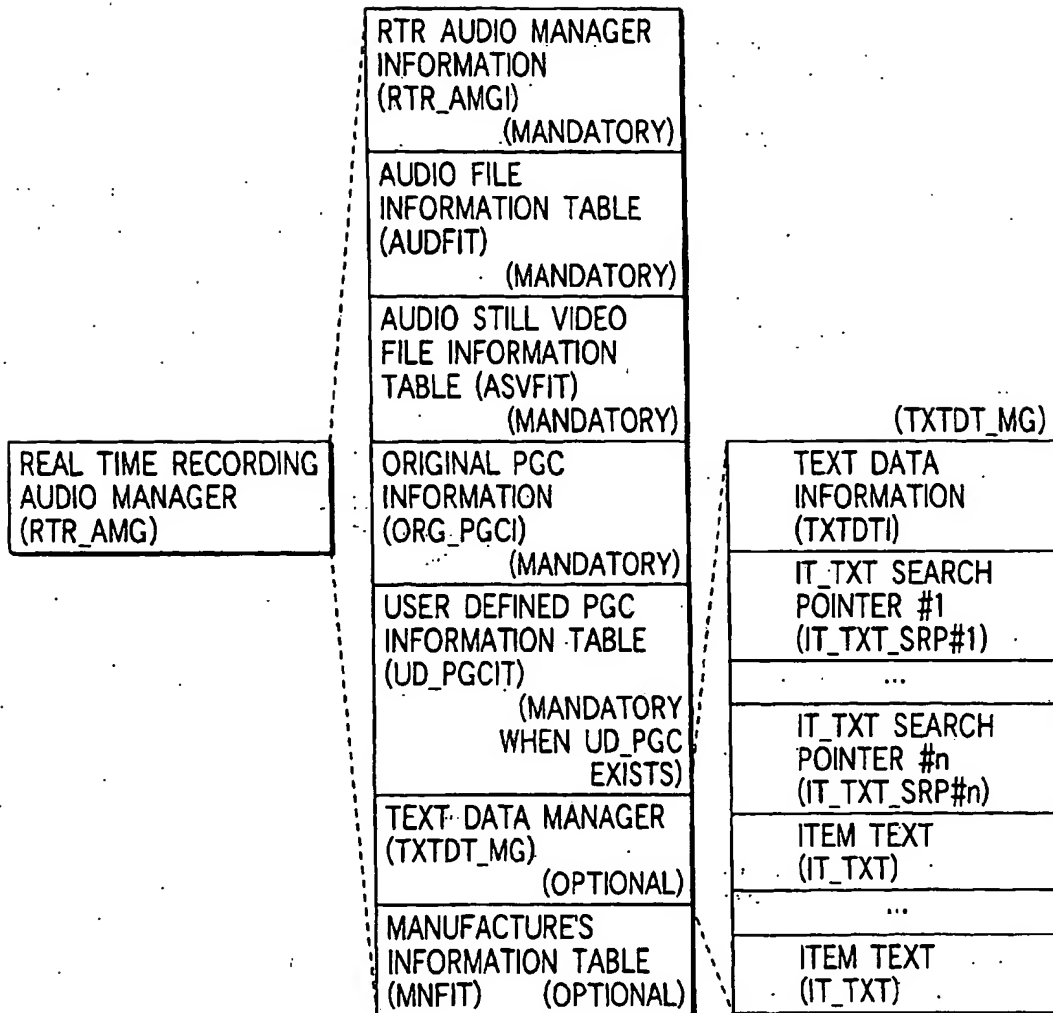 REAL TIME RECORDING
AUDIO MANAGER
(RTR_AMG)
RTR AUDIO MANAGER
INFORMATION
(RTR_AMGI)
(MANDATORY)
AUDIO FILE
INFORMATION TABLE
(AUDFIT)
(MANDATORY)
AUDIO STILL VIDEO
FILE INFORMATION
TABLE (ASVFIT)
(MANDATORY)
ORIGINAL PGC
INFORMATION
(ORG_PGCI)
(MANDATORY)
USER DEFINED PGC
INFORMATION TABLE
(UD_PGCIT)
(MANDATORY
WHEN UD_PGC
EXISTS)
TEXT DATA MANAGER
(TXTDT_MG)
(OPTIONAL)
MANUFACTURE'S
INFORMATION TABLE
(MNFIT) (OPTIONAL)
(TXTDT_MG)
TEXT DATA
INFORMATION
(TXTDTI)
IT_TXT SEARCH
POINTER #1
(IT_TXT_SRP#1)
...
IT_TXT SEARCH
POINTER #n
(IT_TXT_SRP#n)
ITEM TEXT
(IT_TXT)
...
ITEM TEXT
(IT_TXT)